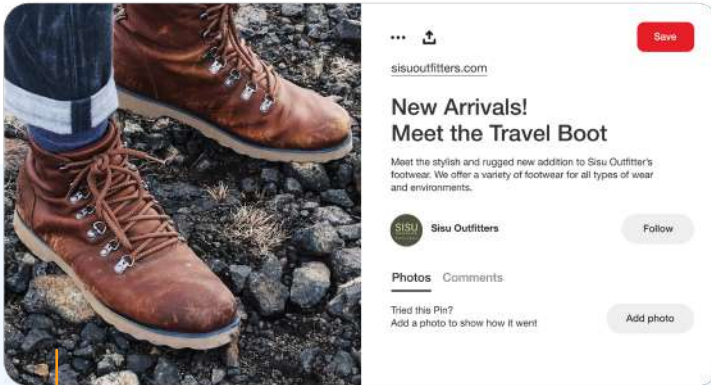 Save
sisuoutfitters.com
New Arrivals!
Meet the Travel Boot
Meet the stylish and rugged new addition to Sisu Outfitter's
footwear. We offer a variety of footwear for all types of wear
and environments.
SISU
Sisu Outfitters
Follow
Photos Comments
Tried this Pin?
Add a photo to show how it went
Add photo